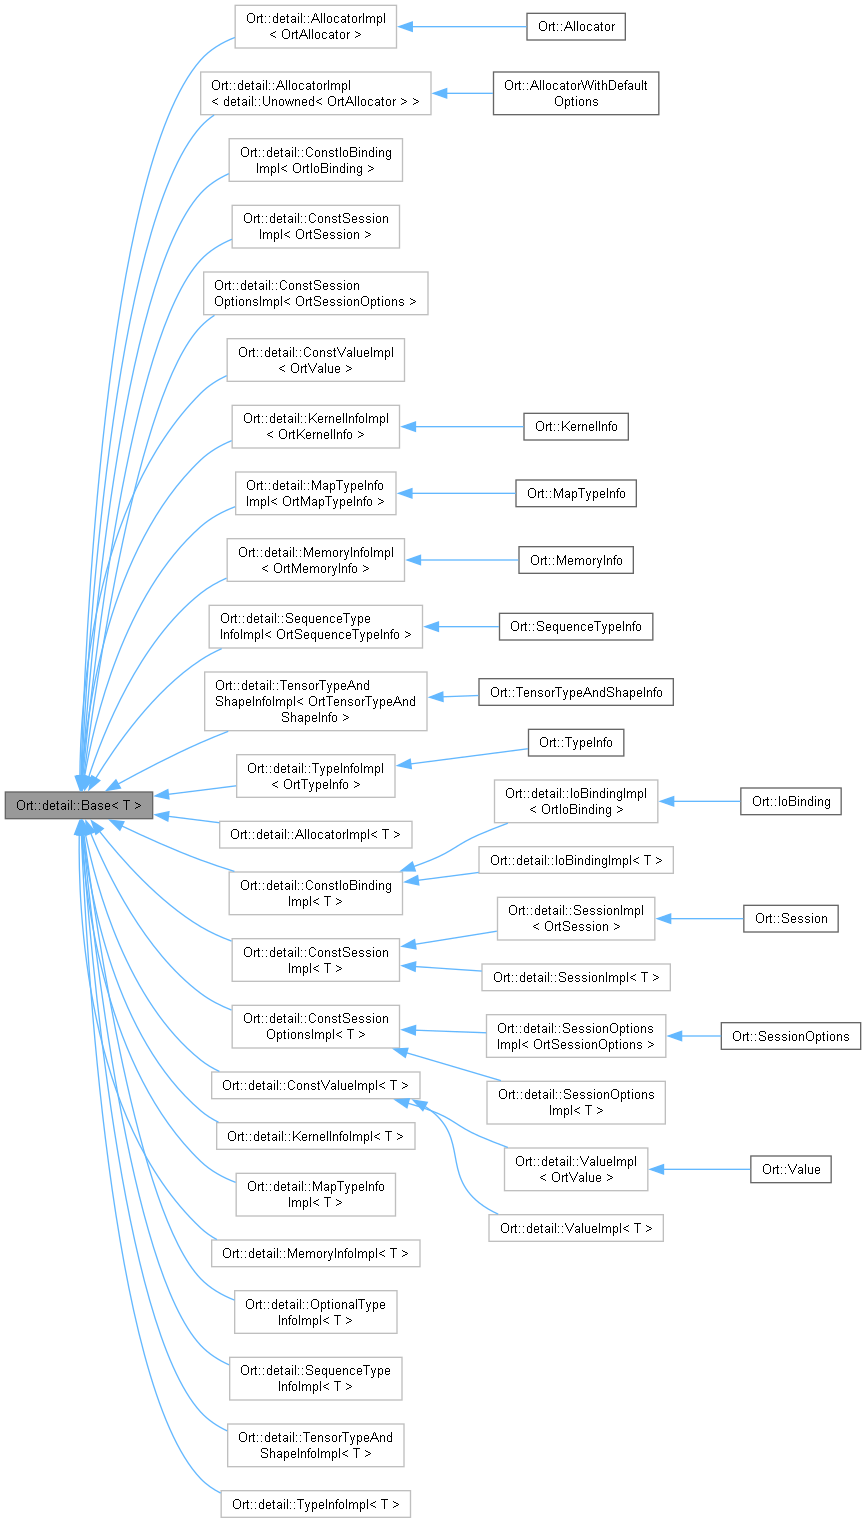 Ort::detail::AllocatorImpl
< OrtAllocator >
Ort::Allocator
Ort::detail::AllocatorImpl
< detail::Unowned< OrtAllocator > >
Ort::AllocatorWithDefault
Options
Ort::detail::ConstIoBinding
Impl< OrtIoBinding >
Ort::detail::ConstSession
Impl< OrtSession >
Ort::detail::ConstSession
OptionsImpl< OrtSessionOptions >
Ort::detail::ConstValueImpl
< OrtValue >
Ort::detail::KernelInfoImpl
< OrtKernelInfo >
Ort::KernelInfo
Ort::detail::MapTypeInfo
Impl< OrtMapTypeInfo >
Ort::MapTypeInfo
Ort::detail::MemoryInfoImpl
< OrtMemoryInfo >
Ort::MemoryInfo
Ort::detail::SequenceType
InfoImpl< OrtSequenceTypeInfo >
Ort::SequenceTypeInfo
Ort::detail::TensorTypeAnd
ShapeInfoImpl< OrtTensorTypeAnd
ShapeInfo >
Ort::TensorTypeAndShapeInfo
Ort::detail::TypeInfoImpl
< OrtTypeInfo >
Ort::TypeInfo
Ort::detail::Base< T >
Ort::detail::IoBindingImpl
< OrtIoBinding >
Ort::IoBinding
Ort::detail::AllocatorImpl< T >
Ort::detail::IoBindingImpl< T >
Ort::detail::ConstIoBinding
Impl< T >
Ort::detail::SessionImpl
< OrtSession >
Ort::Session
Ort::detail::ConstSession
Impl< T >
Ort::detail::SessionImpl< T >
Ort::detail::ConstSession
OptionsImpl< T >
Ort::detail::SessionOptions
Impl< OrtSessionOptions >
Ort::SessionOptions
Ort::detail::ConstValueImpl< T >
Ort::detail::SessionOptions
Impl< T >
Ort::detail::KernelInfoImpl< T >
Ort::detail::ValueImpl
< OrtValue >
Ort::Value
Ort::detail::MapTypeInfo
Impl< T >
Ort::detail::ValueImpl< T >
Ort::detail::MemoryInfoImpl< T >
Ort::detail::OptionalType
InfoImpl< T >
Ort::detail::SequenceType
InfoImpl< T >
Ort::detail::TensorTypeAnd
ShapeInfoImpl< T >
Ort::detail::TypeInfoImpl< T >